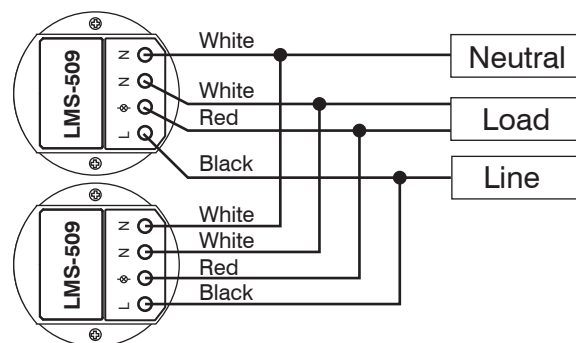 LMS-509
N
N
L
White
White
Red
Black
Neutral
Load
Line
LMS-509
N
N
L
White
White
Red
Black